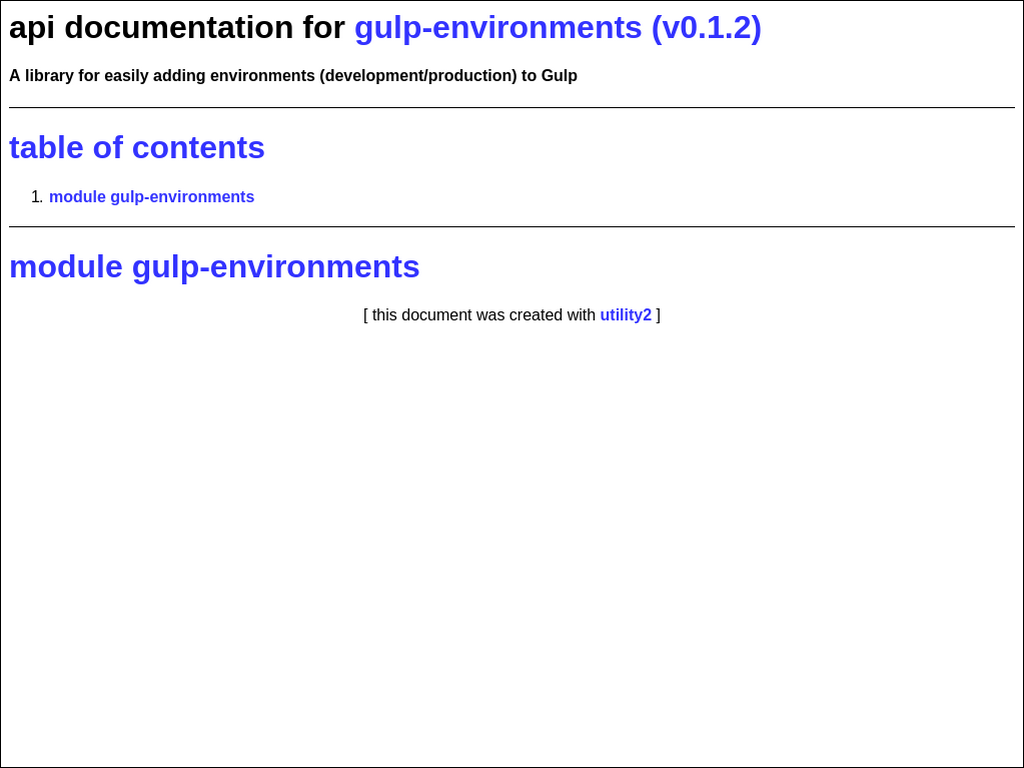 api documentation for gulp-environments (v0.1.2)
A library for easily adding environments (development/production) to Gulp
table of contents
1. module gulp-environments
module gulp-environments
[ this document was created with utility2 ]